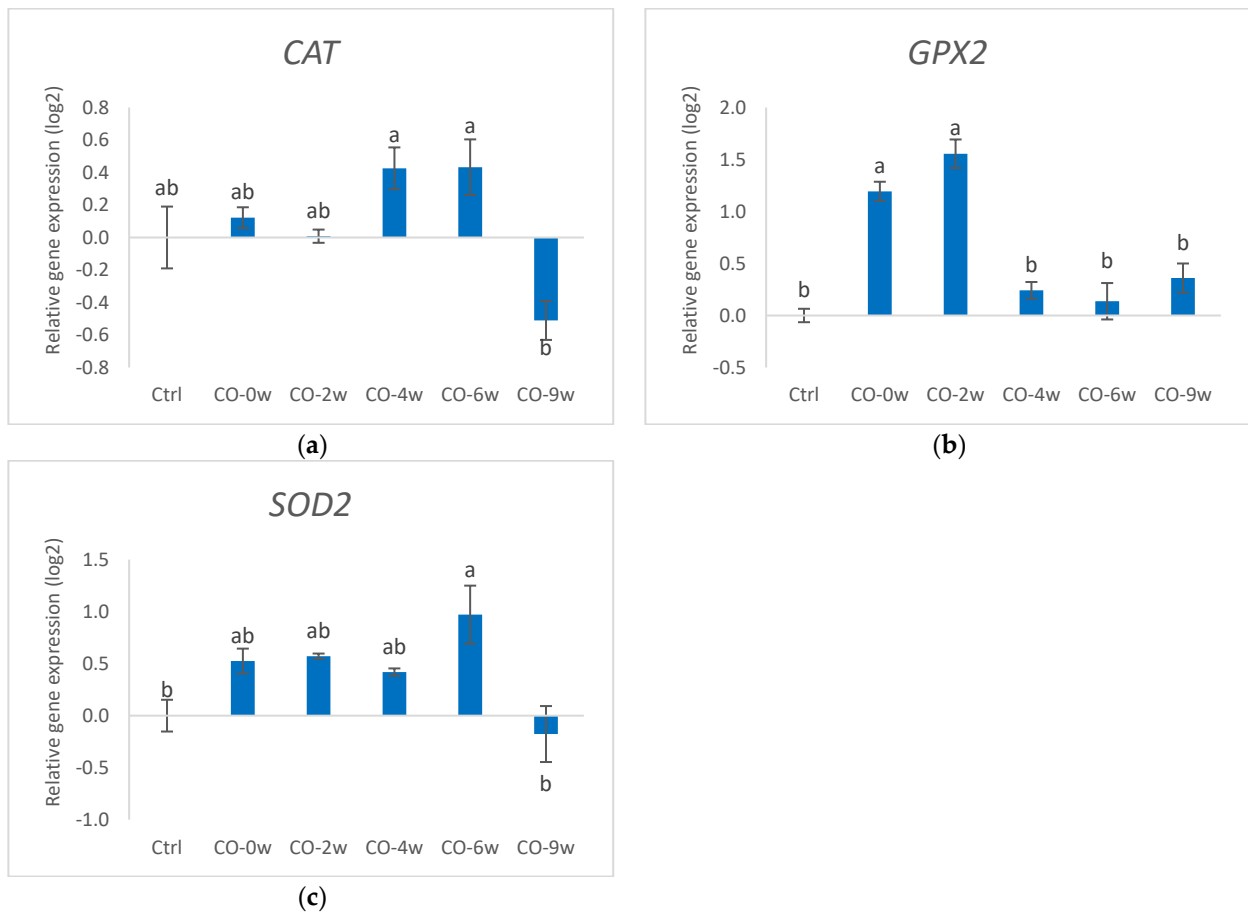 CAT
Relative gene expression (log2)
0.8
0.6
0.4
0.2
0.0
-0.2
-0.4
-0.6
-0.8
ab
ab
ab
a
a
b
Ctrl CO-0w CO-2w CO-4w CO-6w CO-9w
(a)
GPX2
Relative gene expression (log2)
2.0
1.5
1.0
0.5
0.0
-0.5
b
a
a
b
b
b
Ctrl CO-0w CO-2w CO-4w CO-6w CO-9w
(b)
SOD2
Relative gene expression (log2)
1.5
1.0
0.5
0.0
-0.5
-1.0
b
ab
ab
ab
a
b
Ctrl CO-0w CO-2w CO-4w CO-6w CO-9w
(c)